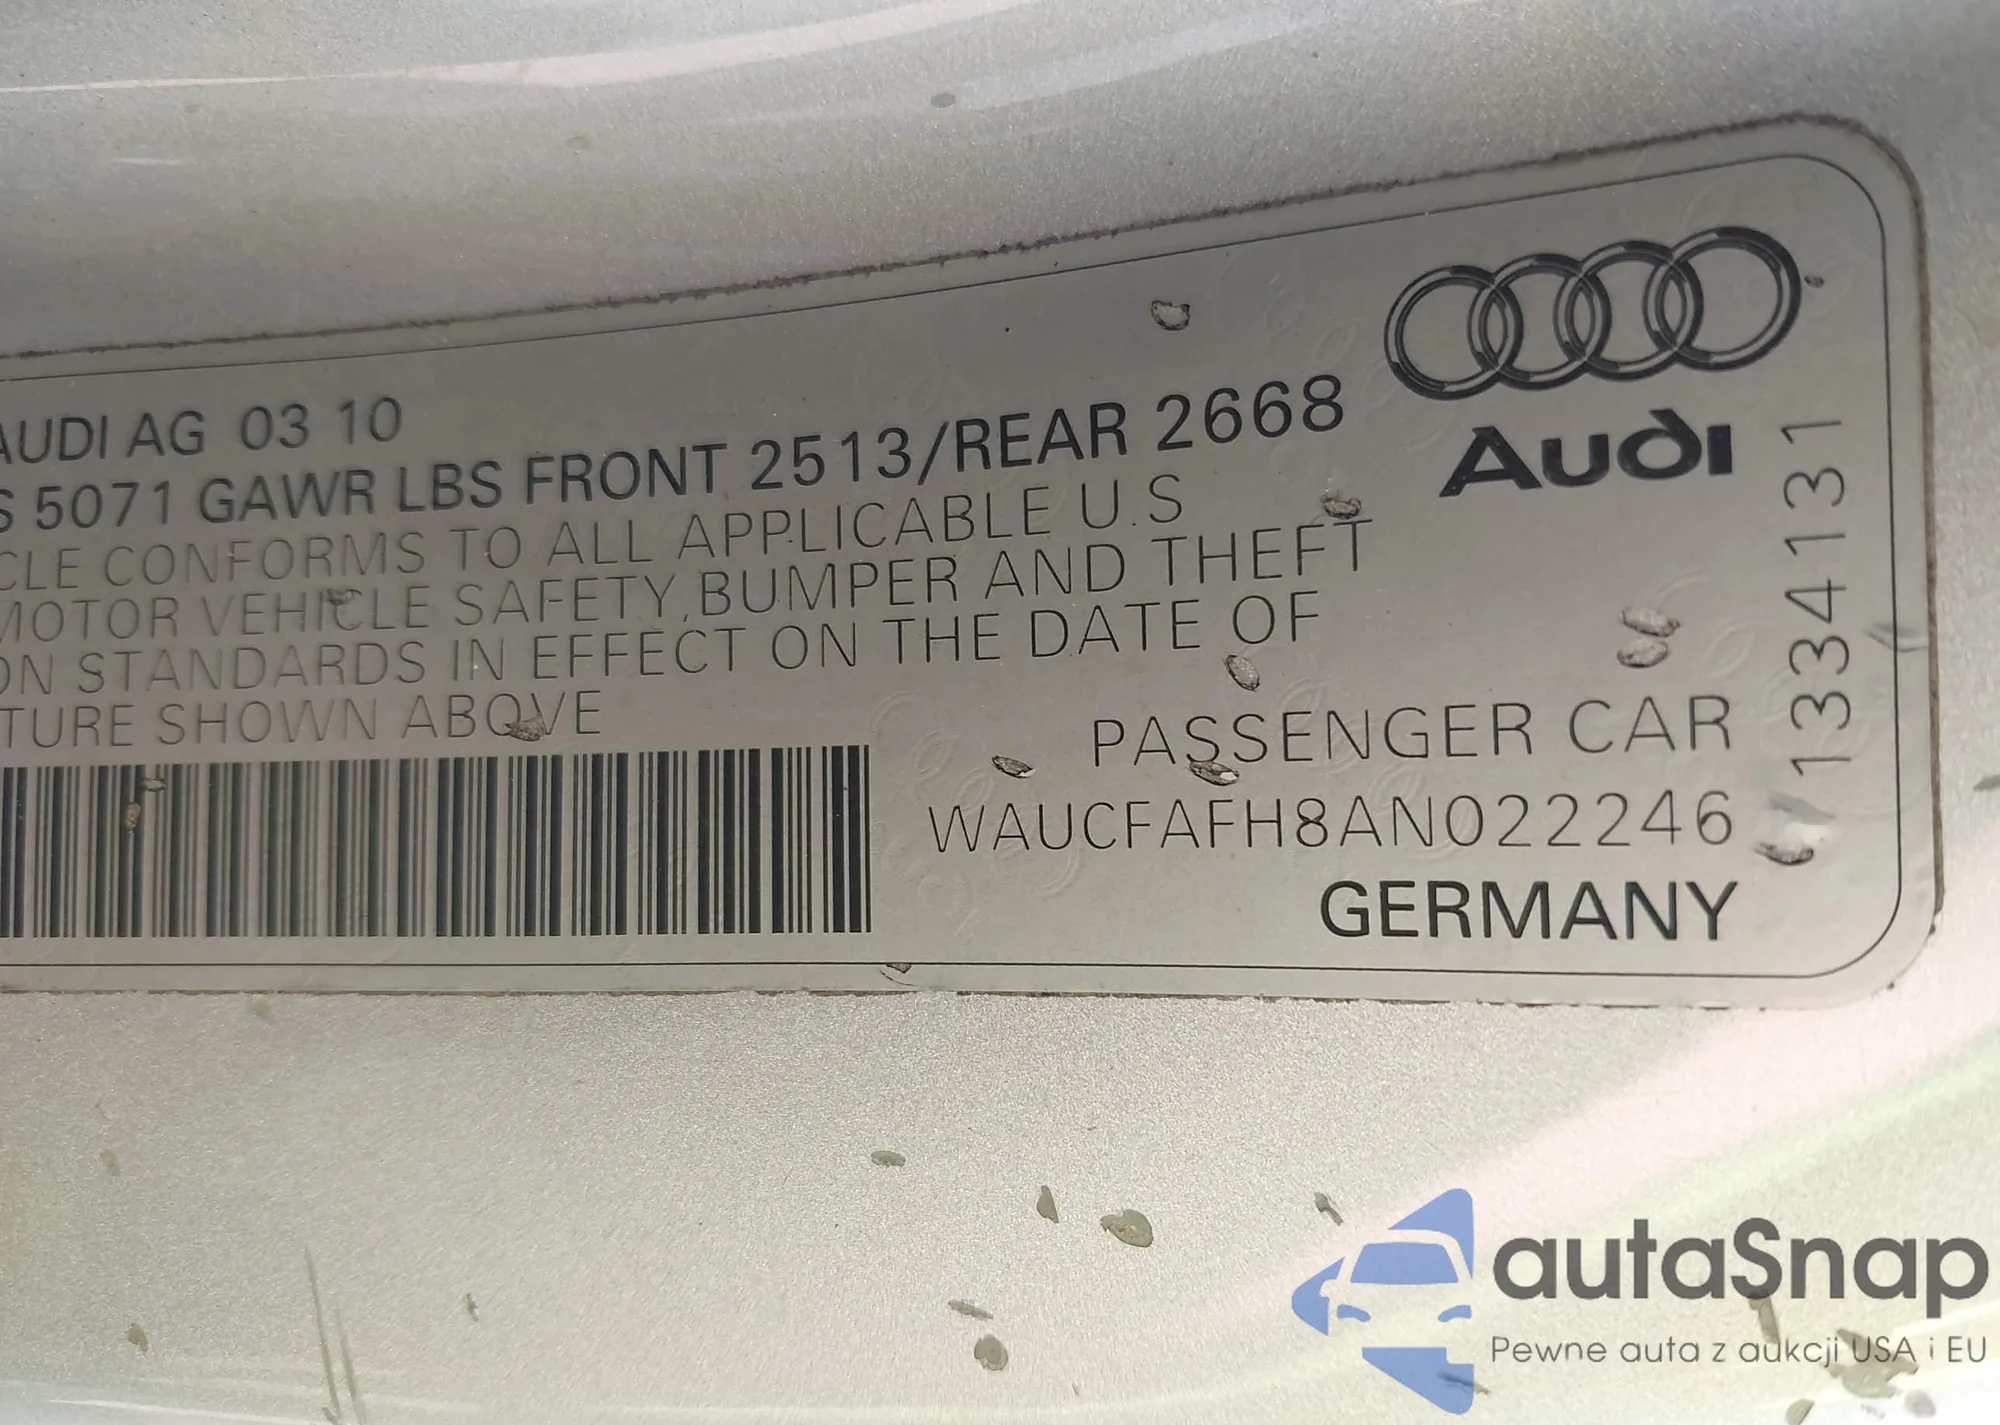 AUDI AG 03 10
S 5071 GAWR LBS FRONT 2513/REAR 2668
CLE CONFORMS TO ALL APPLICABLE U.S
MOTOR VEHICLE SAFETY, BUMPER AND THEFT
ON STANDARDS IN EFFECT ON THE DATE OF
TURE SHOWN ABOVE
Audi
1334131
PASSENGER CAR
WAUCFAFH8AN022246
GERMANY
autaSnap
Pewne auta z aukcji USA i EU